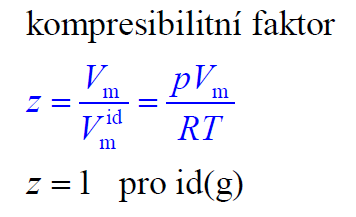 kompresibilitní faktor
z = V_m / V_m^id = pV_m / RT
z = 1 pro id(g)